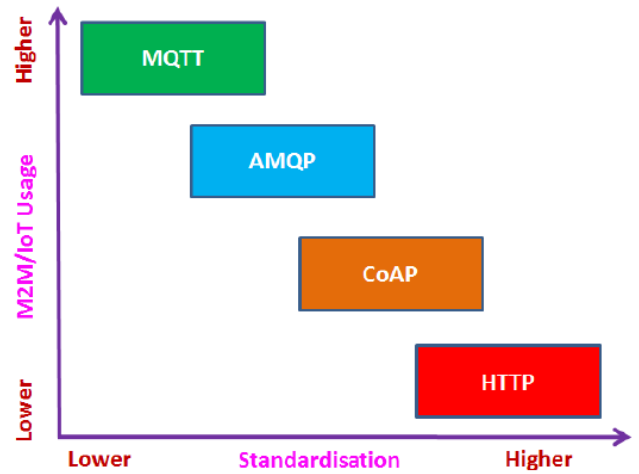 Higher
MQTT
AMQP
M2M/IoT Usage
CoAP
HTTP
Lower
Lower Standardisation Higher